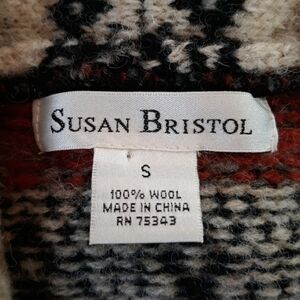 SUSAN BRISTOL
S
100% WOOL
MADE IN CHINA
RN 75343